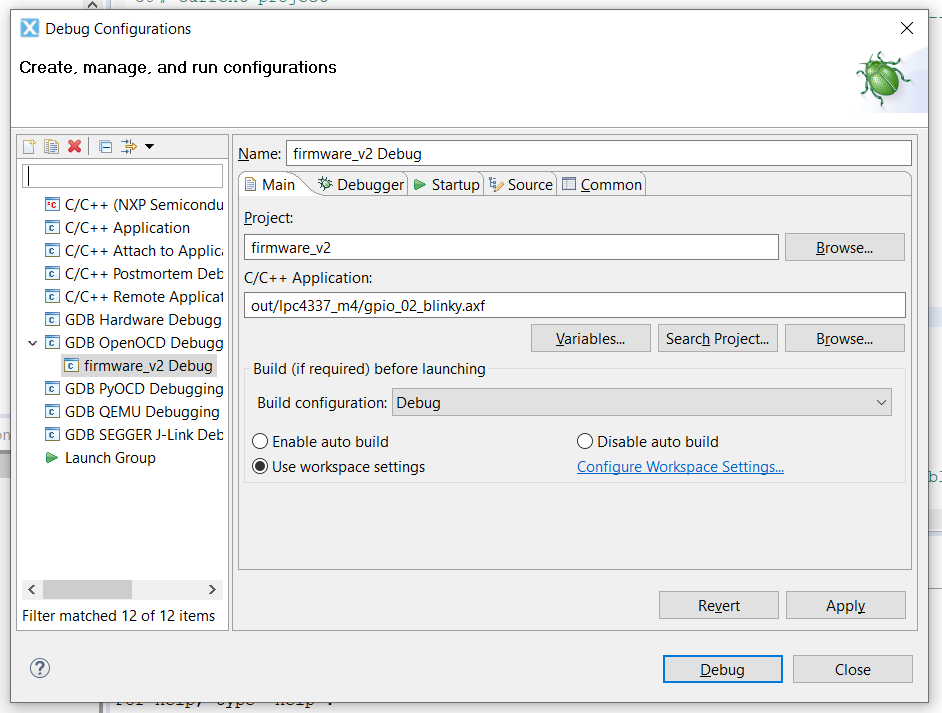 Debug Configurations
Create, manage, and run configurations
Name: firmware_v2 Debug
Main Debugger Startup Source Common
Project:
firmware_v2
Browse...
C/C++ Application:
out/lpc4337_m4/gpio_02_blinky.axf
Variables... Search Project... Browse...
Build (if required) before launching
Build configuration: Debug
Enable auto build Disable auto build
Use workspace settings Configure Workspace Settings...
C/C++ (NXP Semicondu
C/C++ Application
C/C++ Attach to Applic
C/C++ Postmortem Deb
C/C++ Remote Applicat
GDB Hardware Debugg
GDB OpenOCD Debugg
firmware_v2 Debug
GDB PyOCD Debugging
GDB QEMU Debugging
GDB SEGGER J-Link Deb
Launch Group
Filter matched 12 of 12 items
Revert Apply
Debug Close